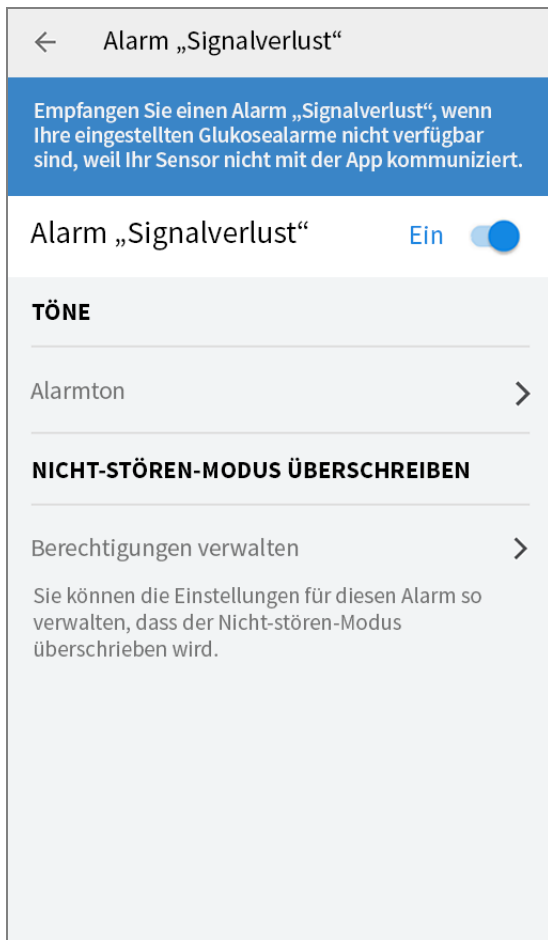 Alarm „Signalverlust“
Empfangen Sie einen Alarm „Signalverlust“, wenn
Ihre eingestellten Glukosealarme nicht verfügbar
sind, weil Ihr Sensor nicht mit der App kommuniziert.
Alarm „Signalverlust“ Ein
TÖNE
Alarmton
NICHT-STÖREN-MODUS ÜBERSCHREIBEN
Berechtigungen verwalten
Sie können die Einstellungen für diesen Alarm so
verwalten, dass der Nicht-stören-Modus
überschrieben wird.